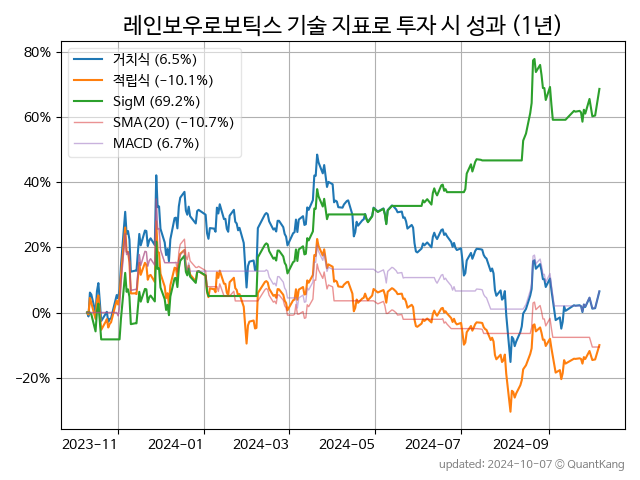 레인보우로보틱스 기술 지표로 투자 시 성과 (1년)
80%
60%
40%
20%
0%
−20%
거치식 (6.5%)
적립식 (−10.1%)
SigM (69.2%)
SMA(20) (−10.7%)
MACD (6.7%)
2023-11 2024-01 2024-03 2024-05 2024-07 2024-09
updated: 2024-10-07 © QuantKang